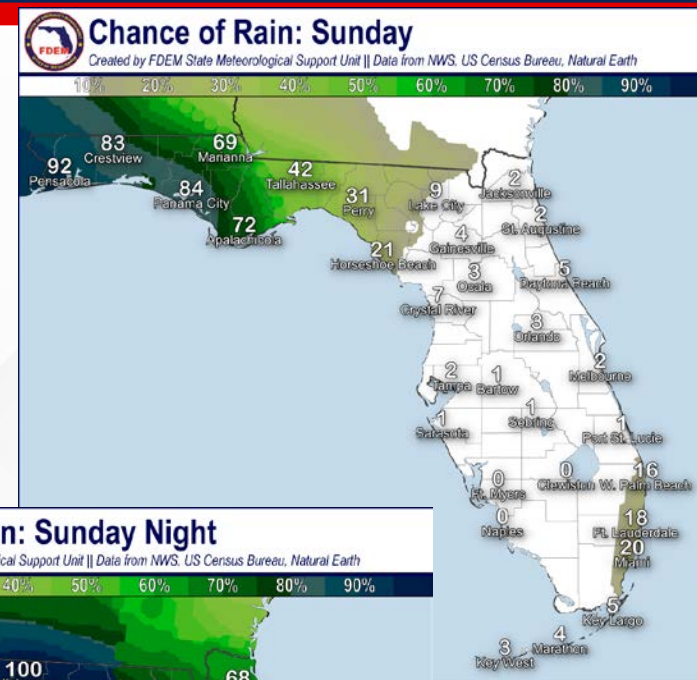 FDEM
Chance of Rain: Sunday
Created by FDEM State Meteorological Support Unit || Data from NWS, US Census Bureau, Natural Earth
10% 20% 30% 40% 50% 60% 70% 80% 90%
83
Crestview
69
Marianna
92
Pensacola
84
Panama City
42
Tallahassee
31
Perry
9
Lake City
2
Jacksonville
72
Apalachicola
2
St. Augustine
4
Gainesville
21
Horseshoe Beach
3
Ocala
5
Daytona Beach
7
Crystal River
3
Orlando
2
Melbourne
2
Tampa
1
Bartow
1
Sebring
1
Sarasota
1
Port St. Lucie
0
Ft. Myers
0
Clewiston
16
W. Palm Beach
0
Naples
18
Ft. Lauderdale
20
Miami
5
Key Largo
4
Marathon
3
Key West
n: Sunday Night
ical Support Unit || Data from NWS, US Census Bureau, Natural Earth
40% 50% 60% 70% 80% 90%
100
68